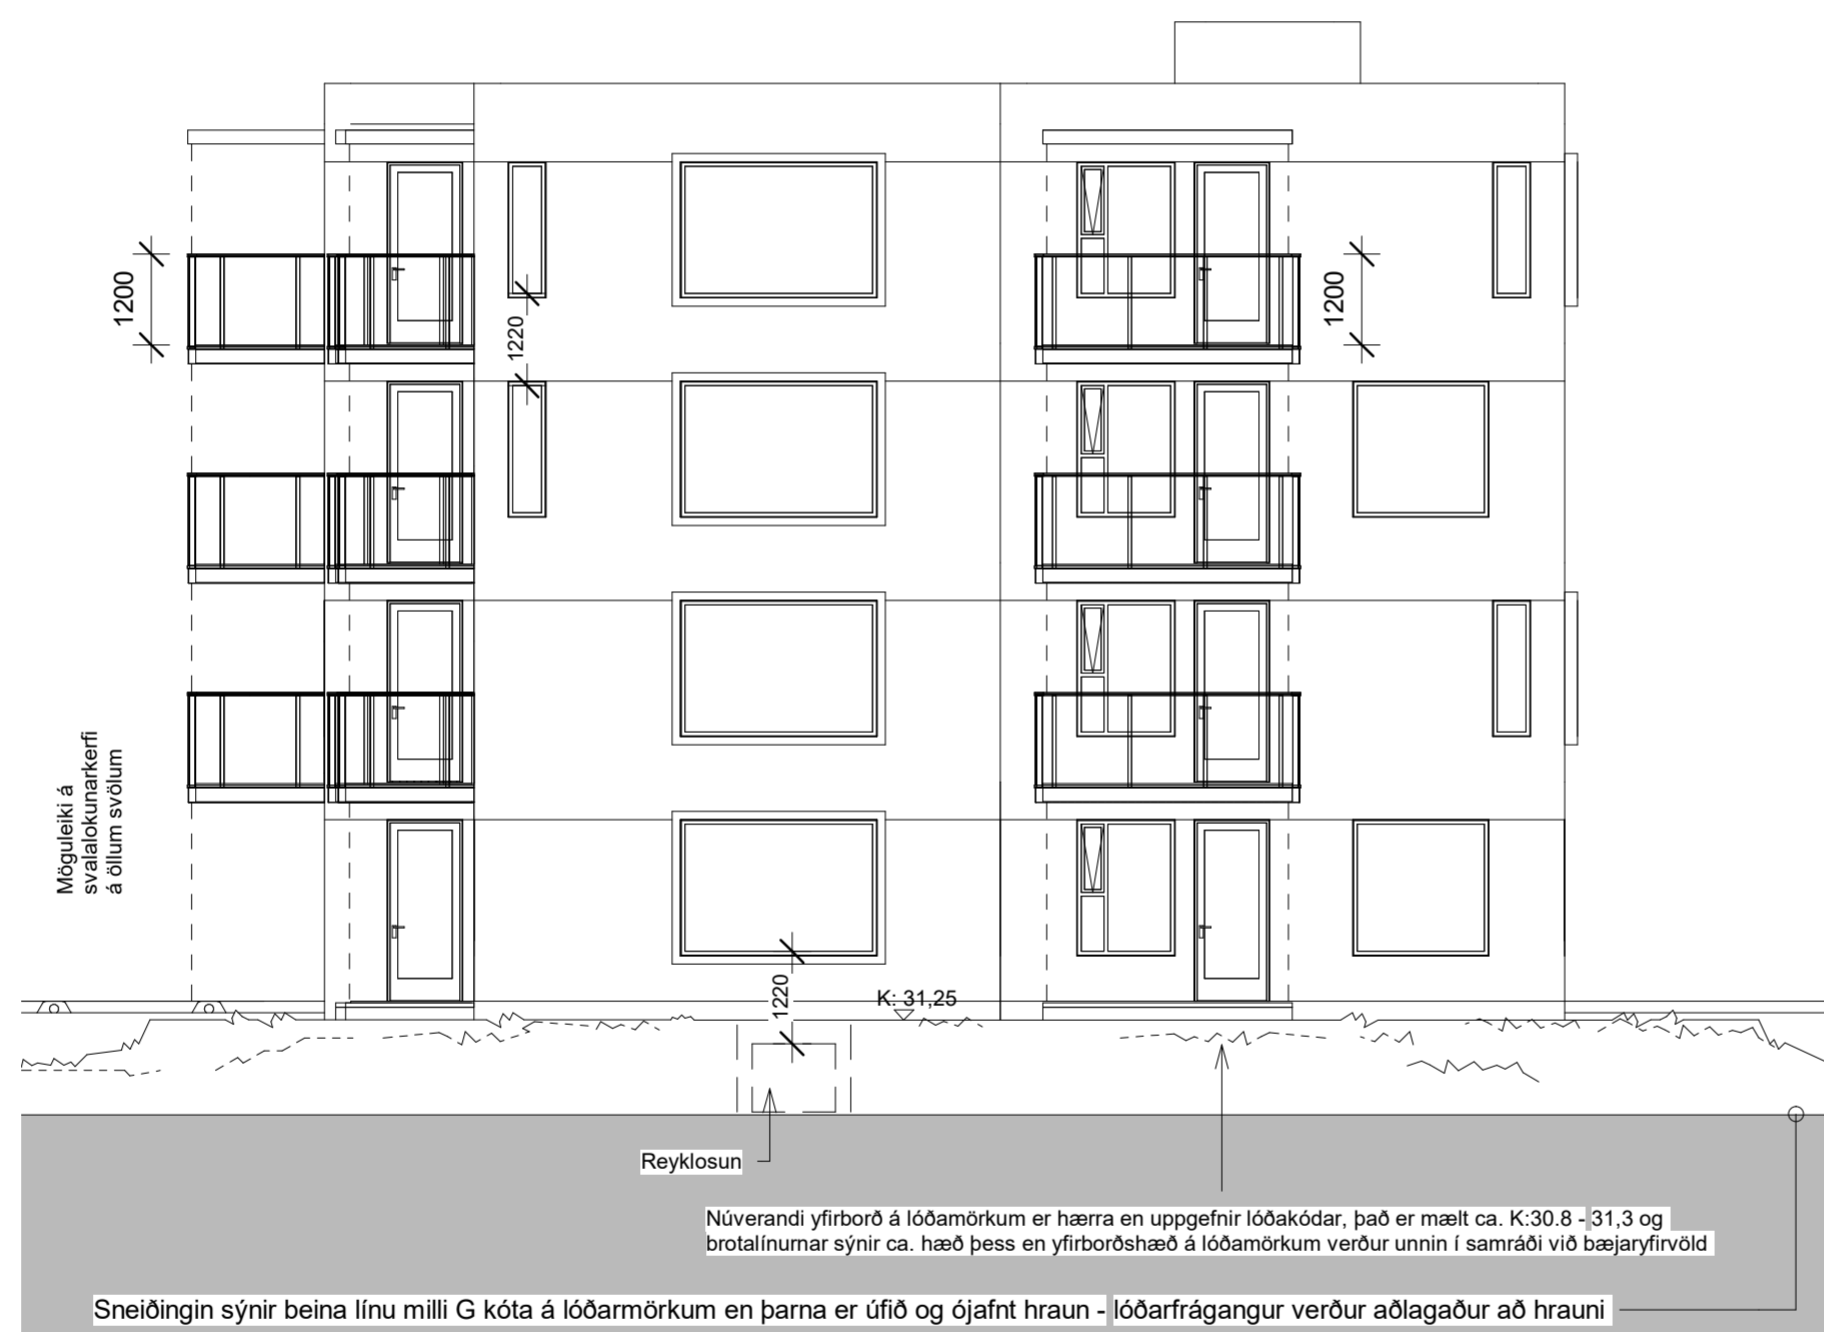 1200
1220
1200
Möguleiki á
svalalokunarkerfi
á öllum svölum
1220
K: 31,25
Reyklosun
Núverandi yfirborð á lóðamörkum er hærra en uppgefnir lóðakódar, það er mælt ca. K:30.8 - 31,3 og
brotalínurnar sýnir ca. hæð þess en yfirborðshæð á lóðamörkum verður unnin í samráði við bæjaryfirvöld
Sneiðingin sýnir beina línu milli G kóta á lóðarmörkum en þarna er úfið og ójafnt hraun - lóðarfrágangur verður aðlagaður að hrauni